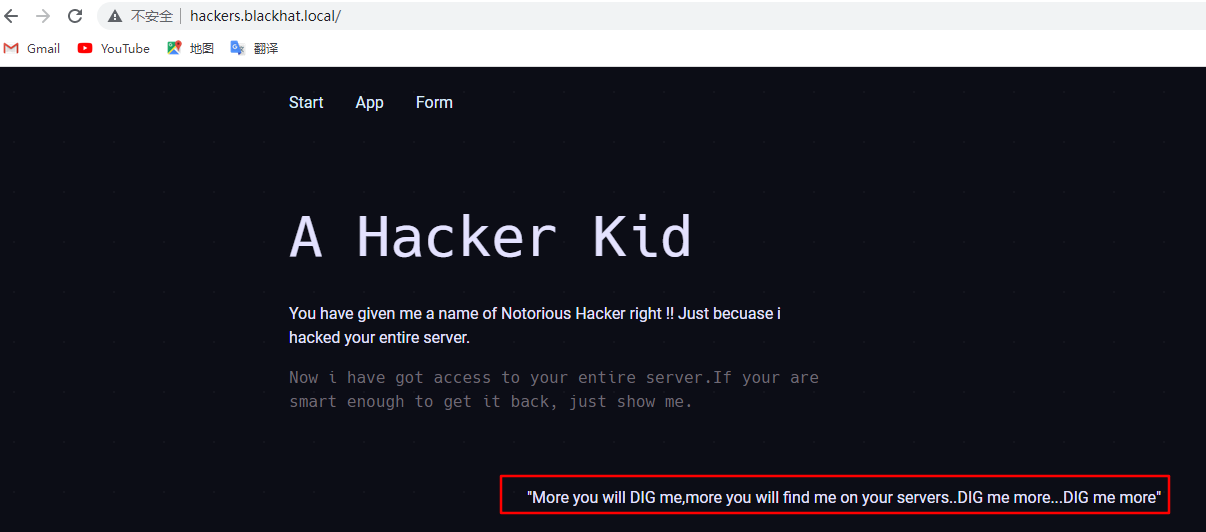 不安全 hackers.blackhat.local/
Gmail YouTube 地图 翻译
Start App Form
A Hacker Kid
You have given me a name of Notorious Hacker right !! Just becuase i
hacked your entire server.
Now i have got access to your entire server.If your are
smart enough to get it back, just show me.
"More you will DIG me,more you will find me on your servers..DIG me more...DIG me more"